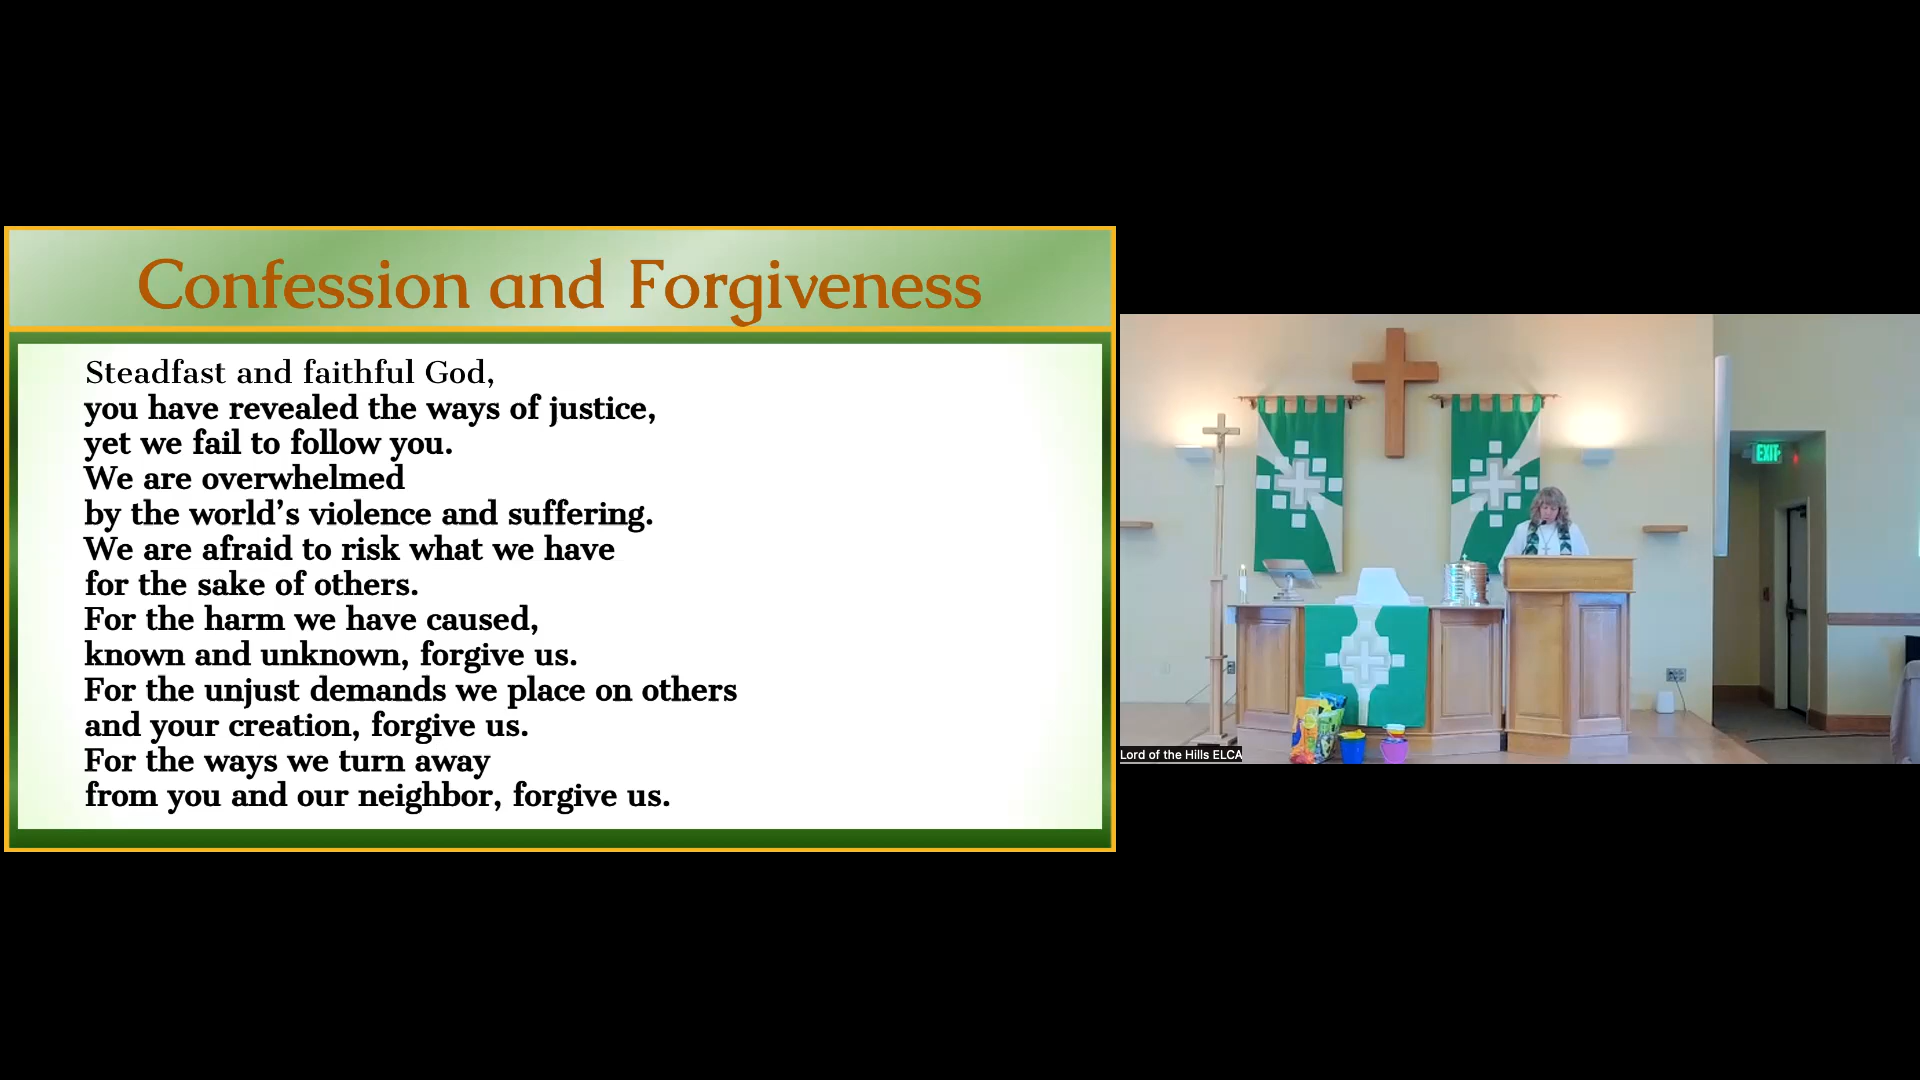 Confession and Forgiveness
Steadfast and faithful God,
you have revealed the ways of justice,
yet we fail to follow you.
We are overwhelmed
by the world’s violence and suffering.
We are afraid to risk what we have
for the sake of others.
For the harm we have caused,
known and unknown, forgive us.
For the unjust demands we place on others
and your creation, forgive us.
For the ways we turn away
from you and our neighbor, forgive us.
EXIT
Lord of the Hills ELCA